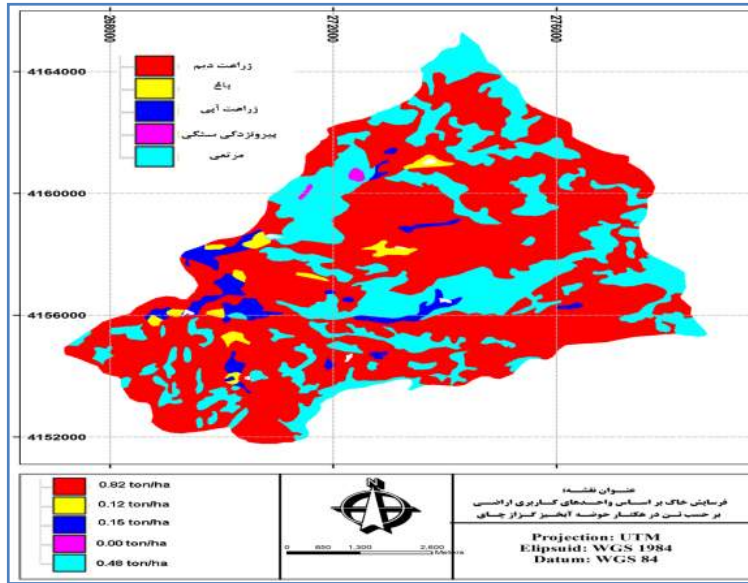 268000
272000
276000
4164000
4160000
4156000
4152000
زراعت دیم
باغ
زراعت آبی
بیرونزدگی سنگی
مرتعی
0.82 ton/ha
0.12 ton/ha
0.15 ton/ha
0.00 ton/ha
0.48 ton/ha
N
0 650 1,300 2,600
Meters
عنوان نقشه:
فرسایش خاک بر اساس واحدهای کاربری اراضی
بر حسب تن در هکتار حوضه آبخیز گزاز چای
Projection: UTM
Elipsuid: WGS 1984
Datum: WGS 84